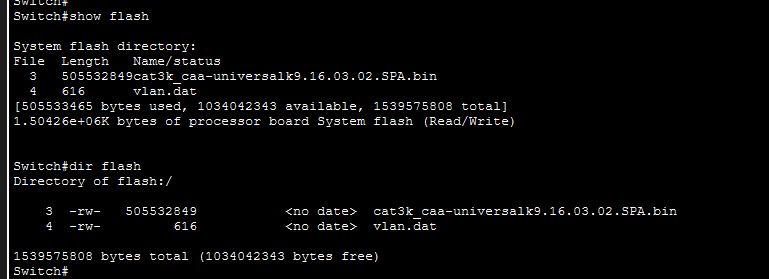 Switch#
Switch#show flash
System flash directory:
File  Length   Name/status
  3   505532849cat3k_caa-universalk9.16.03.02.SPA.bin
  4   616      vlan.dat
[505533465 bytes used, 1034042343 available, 1539575808 total]
1.50426e+06K bytes of processor board System flash (Read/Write)
Switch#dir flash
Directory of flash:/
    3  -rw-   505532849          <no date>  cat3k_caa-universalk9.16.03.02.SPA.bin
    4  -rw-         616          <no date>  vlan.dat
1539575808 bytes total (1034042343 bytes free)
Switch#